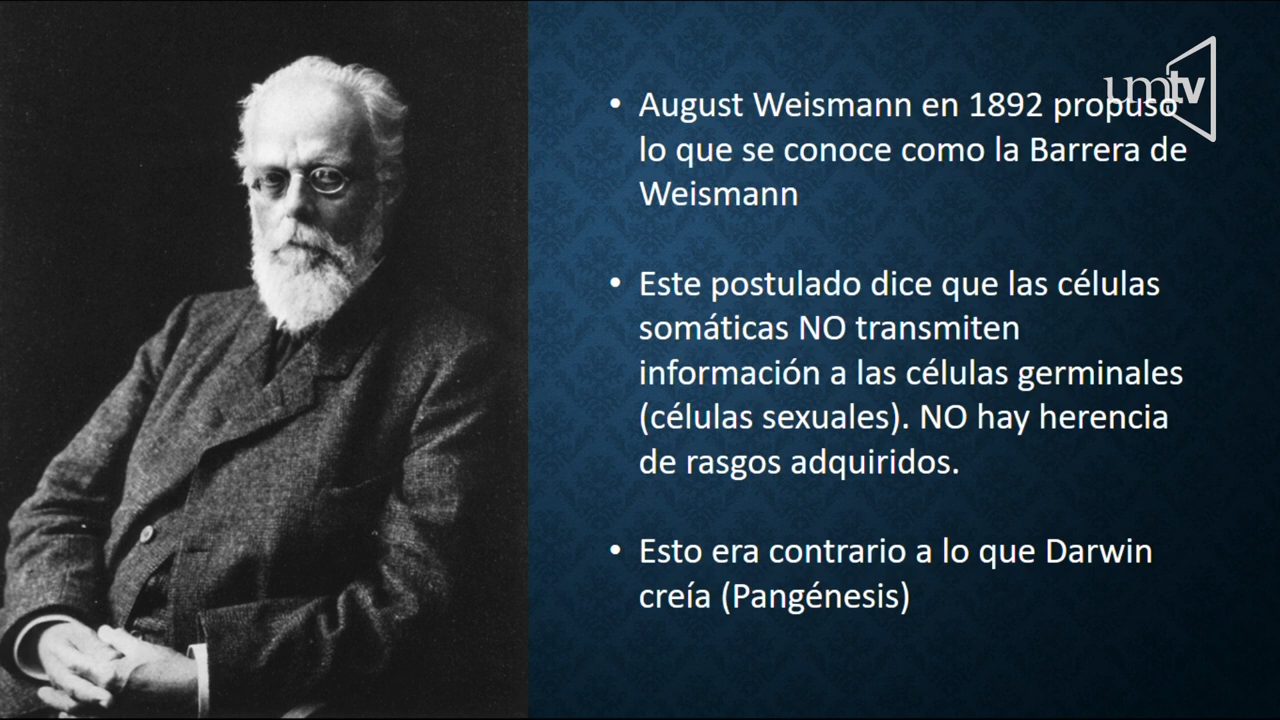 umtv
• August Weismann en 1892 propuso
lo que se conoce como la Barrera de
Weismann
• Este postulado dice que las células
somáticas NO transmiten
información a las células germinales
(células sexuales). NO hay herencia
de rasgos adquiridos.
• Esto era contrario a lo que Darwin
creía (Pangénesis)